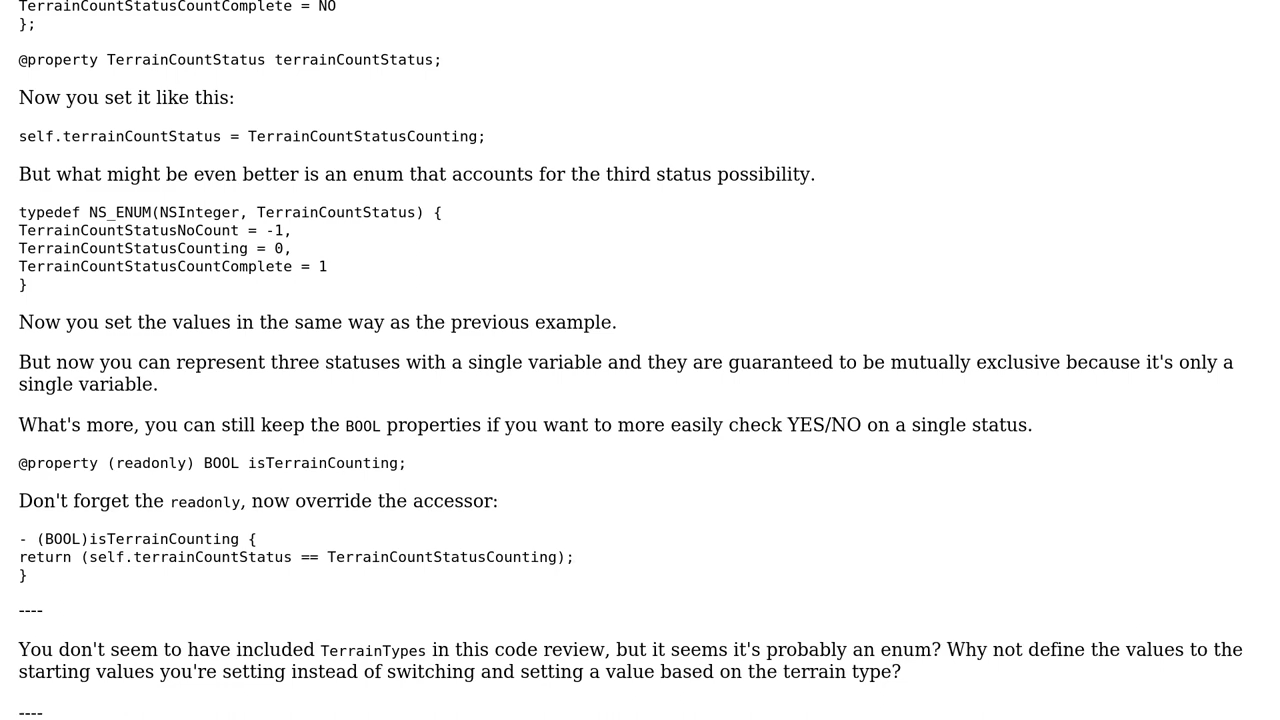 TerrainCountStatusCountComplete = NO
};
@property TerrainCountStatus terrainCountStatus;
Now you set it like this:
self.terrainCountStatus = TerrainCountStatusCounting;
But what might be even better is an enum that accounts for the third status possibility.
typedef NS_ENUM(NSInteger, TerrainCountStatus) {
TerrainCountStatusNoCount = -1,
TerrainCountStatusCounting = 0,
TerrainCountStatusCountComplete = 1
}
Now you set the values in the same way as the previous example.
But now you can represent three statuses with a single variable and they are guaranteed to be mutually exclusive because it's only a
single variable.
What's more, you can still keep the BOOL properties if you want to more easily check YES/NO on a single status.
@property (readonly) BOOL isTerrainCounting;
Don't forget the readonly, now override the accessor:
- (BOOL)isTerrainCounting {
return (self.terrainCountStatus == TerrainCountStatusCounting);
}
----
You don't seem to have included TerrainTypes in this code review, but it seems it's probably an enum? Why not define the values to the
starting values you're setting instead of switching and setting a value based on the terrain type?
----